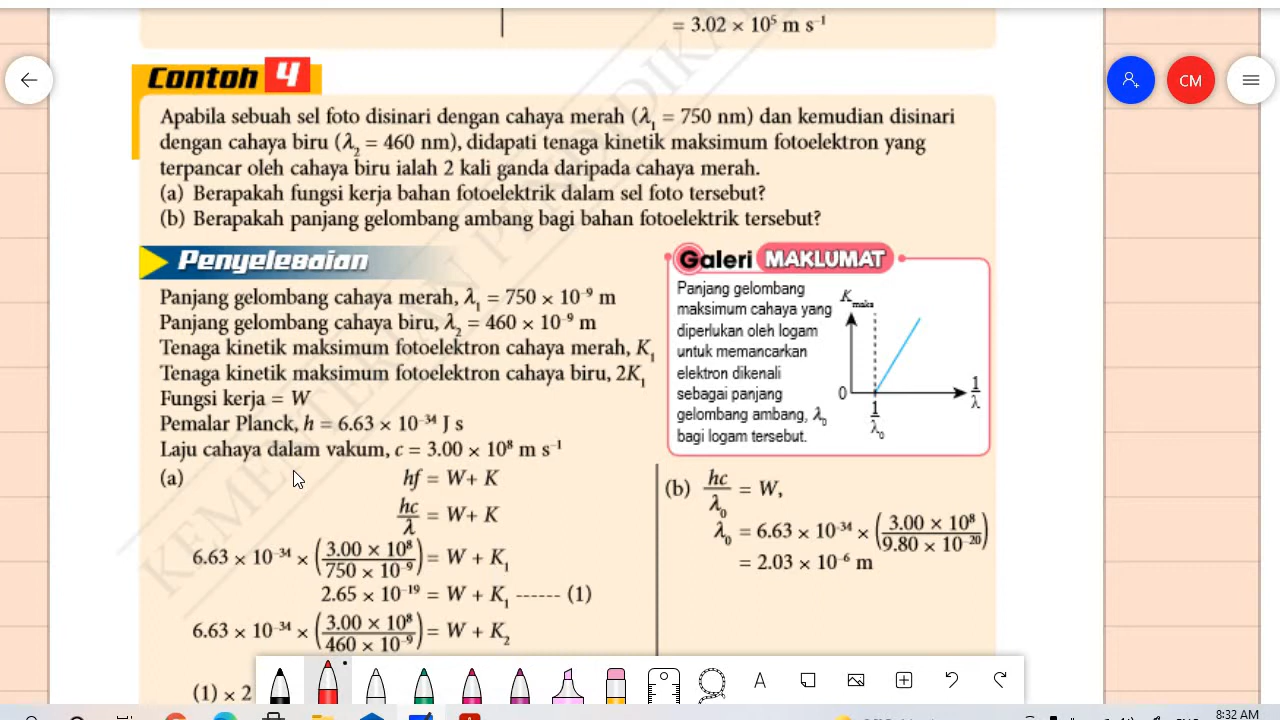 = 3.02 × 10⁵ m s⁻¹
Contoh 4
Apabila sebuah sel foto disinari dengan cahaya merah (λ₁ = 750 nm) dan kemudian disinari
dengan cahaya biru (λ₂ = 460 nm), didapati tenaga kinetik maksimum fotoelektron yang
terpancar oleh cahaya biru ialah 2 kali ganda daripada cahaya merah.
(a) Berapakah fungsi kerja bahan fotoelektrik dalam sel foto tersebut?
(b) Berapakah panjang gelombang ambang bagi bahan fotoelektrik tersebut?
Penyelesaian
Panjang gelombang cahaya merah, λ₁ = 750 × 10⁻⁹ m
Panjang gelombang cahaya biru, λ₂ = 460 × 10⁻⁹ m
Tenaga kinetik maksimum fotoelektron cahaya merah, K₁
Tenaga kinetik maksimum fotoelektron cahaya biru, 2K₁
Fungsi kerja = W
Pemalar Planck, h = 6.63 × 10⁻³⁴ J s
Laju cahaya dalam vakum, c = 3.00 × 10⁸ m s⁻¹
Galeri MAKLUMAT
Panjang gelombang
maksimum cahaya yang
diperlukan oleh logam
untuk memancarkan
elektron dikenali
sebagai panjang
gelombang ambang, λ₀
bagi logam tersebut.
K maks
0
1/λ₀
1/λ
(a) hf = W+ K
hc/λ = W+ K
6.63 × 10⁻³⁴ × (3.00 × 10⁸ / 750 × 10⁻⁹) = W + K₁
2.65 × 10⁻¹⁹ = W + K₁ ------ (1)
6.63 × 10⁻³⁴ × (3.00 × 10⁸ / 460 × 10⁻⁹) = W + K₂
(1) × 2
(b) hc/λ₀ = W,
λ₀ = 6.63 × 10⁻³⁴ × (3.00 × 10⁸ / 9.80 × 10⁻²⁰)
= 2.03 × 10⁻⁶ m
KEMENTERIAN PENDIDIKA
CM
A
8:32 AM